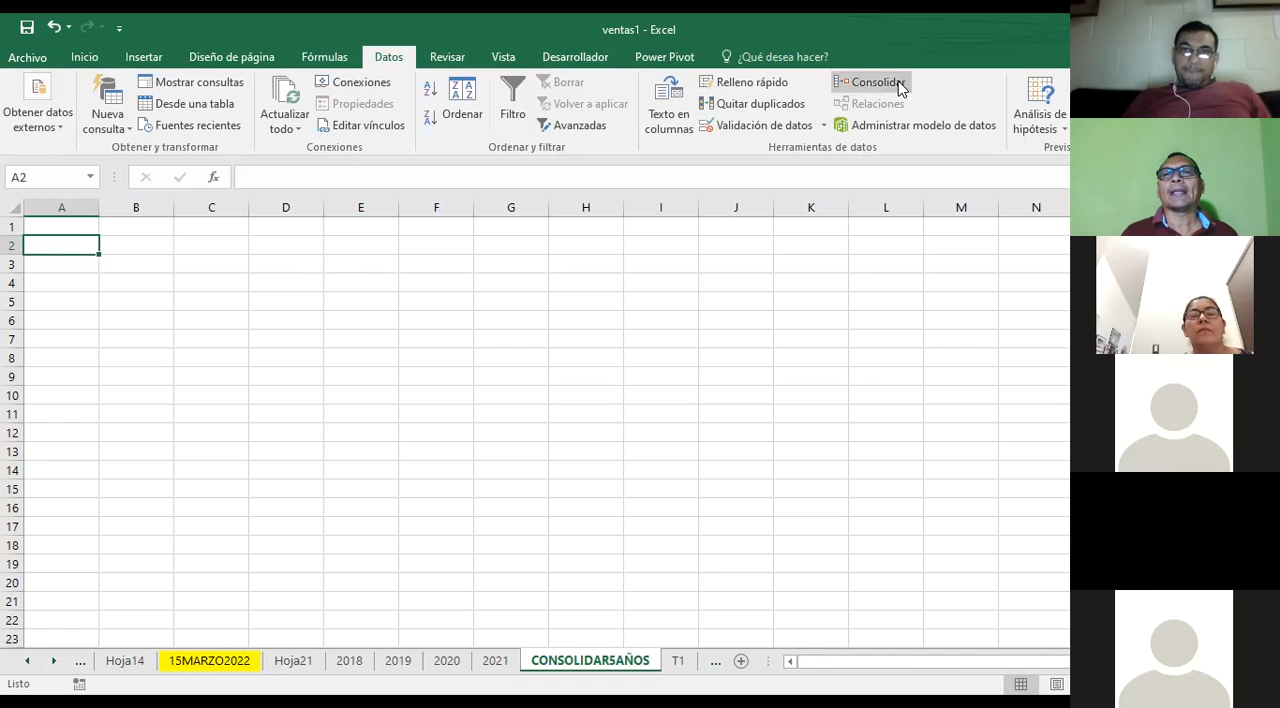 ventas1 - Excel
Archivo Inicio Insertar Diseño de página Fórmulas Datos Revisar Vista Desarrollador Power Pivot ¿Qué desea hacer?
Obtener datos externos
Nueva consulta
Mostrar consultas
Desde una tabla
Fuentes recientes
Obtener y transformar
Actualizar todo
Conexiones
Propiedades
Editar vínculos
Conexiones
Ordenar
Filtro
Borrar
Volver a aplicar
Avanzadas
Ordenar y filtrar
Texto en columnas
Relleno rápido
Quitar duplicados
Validación de datos
Consolidar
Relaciones
Administrar modelo de datos
Herramientas de datos
Análisis de hipótesis
Previs
A2 fx
A B C D E F G H I J K L M N
1
2
3
4
5
6
7
8
9
10
11
12
13
14
15
16
17
18
19
20
21
22
23
... Hoja14 15MARZO2022 Hoja21 2018 2019 2020 2021 CONSOLIDAR5AÑOS T1 ...
Listo